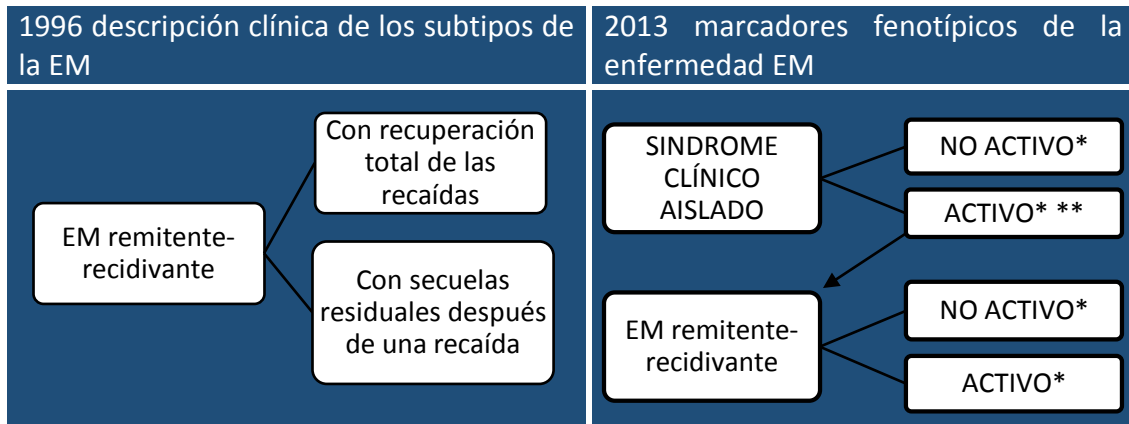 1996 descripción clínica de los subtipos de
la EM
2013 marcadores fenotípicos de la
enfermedad EM
EM remitente-
recidivante
Con recuperación
total de las
recaídas
Con secuelas
residuales después
de una recaída
SINDROME
CLÍNICO
AISLADO
NO ACTIVO*
ACTIVO* **
EM remitente-
recidivante
NO ACTIVO*
ACTIVO*